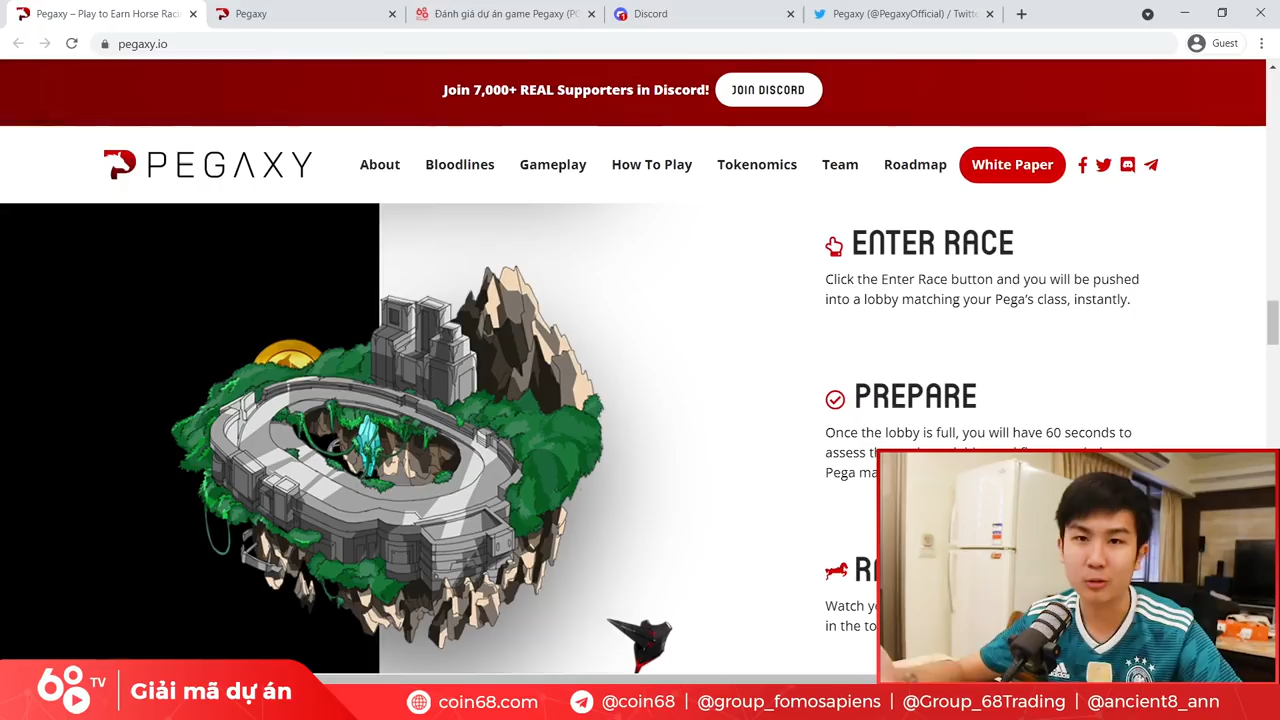 Pegaxy – Play to Earn Horse Racin
Pegaxy
Đánh giá dự án game Pegaxy (PG
Discord
Pegaxy (@PegaxyOfficial) / Twitte
pegaxy.io
Guest
Join 7,000+ REAL Supporters in Discord!
JOIN DISCORD
PEGAXY
About
Bloodlines
Gameplay
How To Play
Tokenomics
Team
Roadmap
White Paper
ENTER RACE
Click the Enter Race button and you will be pushed
into a lobby matching your Pega's class, instantly.
PREPARE
Once the lobby is full, you will have 60 seconds to
assess
Pega
Watch
in the
adidas
68 TV
Giải mã dự án
coin68.com
@coin68
@group_fomosapiens
@Group_68Trading
@ancient8_ann